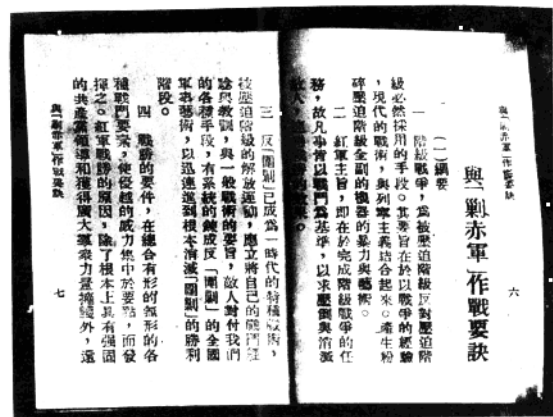 與「剿赤軍」作戰要訣
六
與「剿赤軍」作戰要訣
(一)綱要
一 階級戰爭，爲被壓迫階級反對壓迫階
級必然採用的手段。其要旨在於以戰爭的經驗
，現代的戰術，與列寧主義結合起來。產生粉
碎壓迫階級全副的機器的暴力與藝術。
二 紅軍主旨，即在於完成階級戰爭的任
務，故凡學習以戰鬥爲基準，以求壓倒與消滅
敵人，
三 反「圍剿」已成爲一時代的特種戰術，
被壓迫階級的解放運動，應立將自己的戰鬥經
驗與教訓，與一般戰術的要旨，敵人對付我們
的各種手段，有系統的鍊成反「圍剿」的全國
軍事藝術，以迅速進到根本消滅「圍剿」的勝利
階段。
四 戰勝的要件，在總合有形的無形的各
種戰鬥要素，使優越的威力集中於要點，而發
揮之。紅軍戰勝的原因，除了根本上具有强固
的共產黨領導和獲得廣大羣衆力量擁護外，還
與「剿赤軍」作戰要訣
七